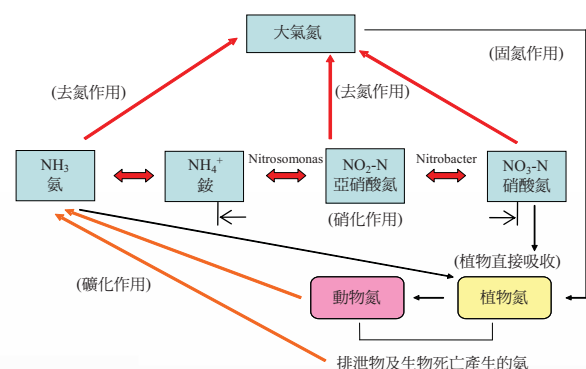 大氣氮
(固氮作用)
(去氮作用)
(去氮作用)
NH₃
氨
NH₄⁺
銨
Nitrosomonas
NO₂-N
亞硝酸氮
Nitrobacter
NO₃-N
硝酸氮
(硝化作用)
(植物直接吸收)
(礦化作用)
動物氮
植物氮
排泄物及生物死亡產生的氨